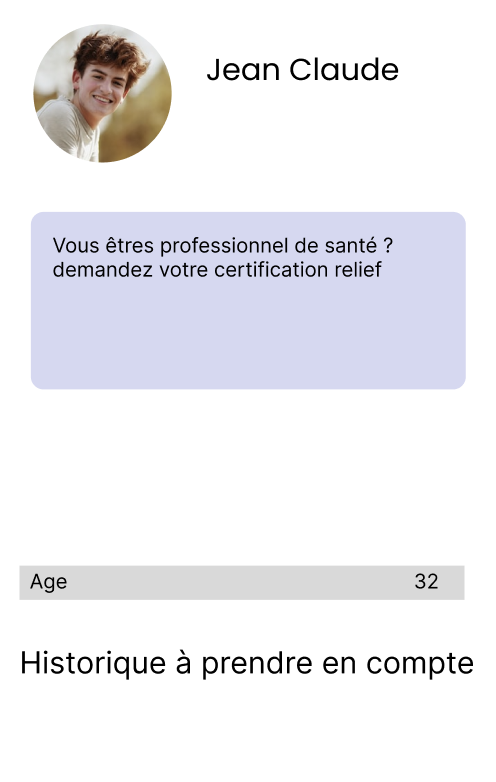 Jean Claude
Vous êtres professionnel de santé ?
demandez votre certification relief
Age 32
Historique à prendre en compte